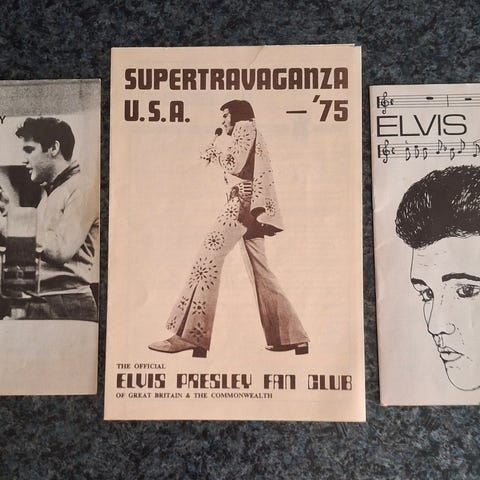 SUPERTRAVAGANZA
U.S.A. – '75
THE OFFICIAL
ELVIS PRESLEY FAN CLUB
OF GREAT BRITAIN & THE COMMONWEALTH
Y
ELVIS